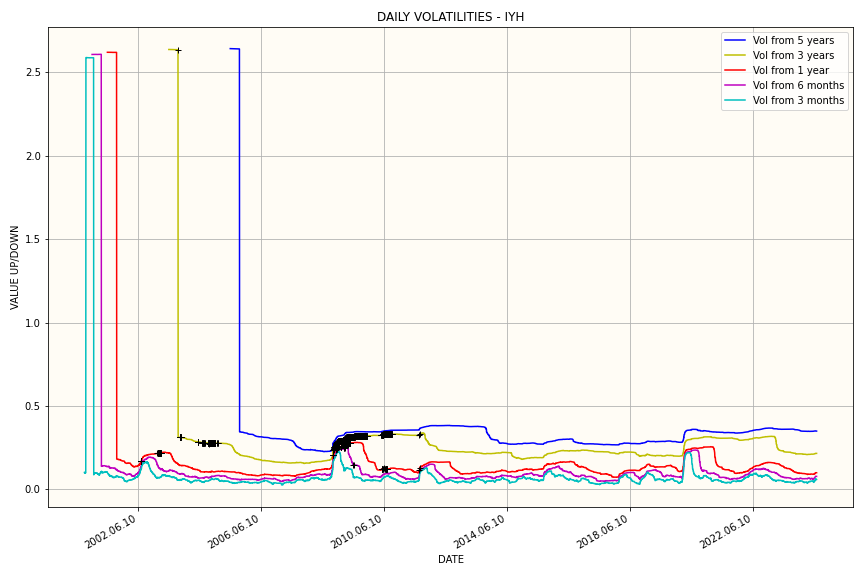 DAILY VOLATILITIES - IYH
Vol from 5 years
Vol from 3 years
Vol from 1 year
Vol from 6 months
Vol from 3 months
VALUE UP/DOWN
2.5
2.0
1.5
1.0
0.5
0.0
2002.06.10
2006.06.10
2010.06.10
2014.06.10
2018.06.10
2022.06.10
DATE